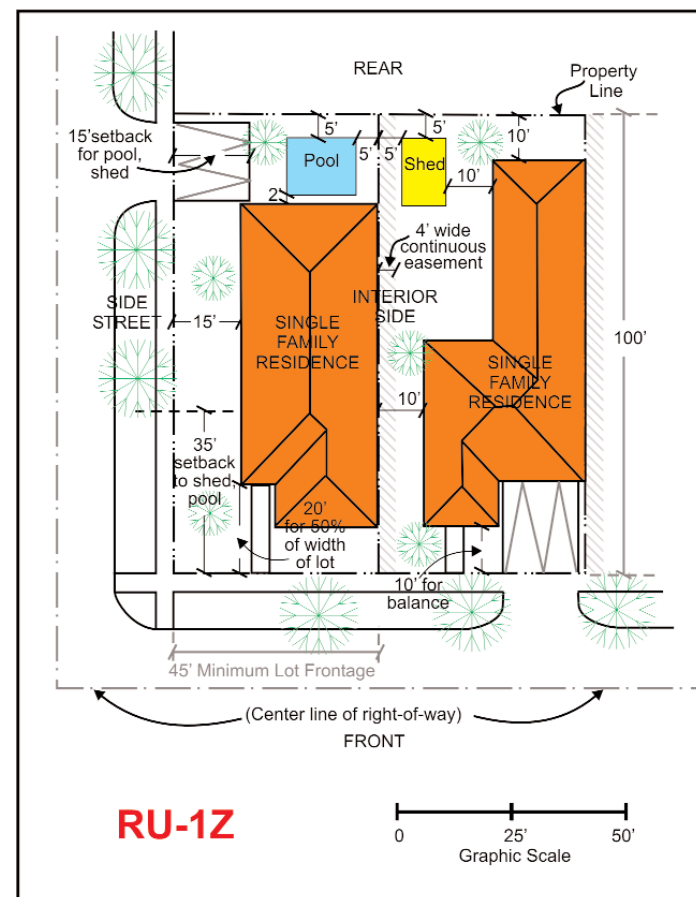 REAR
Property
Line
5'
5'
10'
15'setback
for pool,
shed
Pool
5'
5'
Shed
10'
2'
4' wide
continuous
easement
SIDE
STREET
15'
INTERIOR
SIDE
SINGLE
FAMILY
RESIDENCE
SINGLE
FAMILY
RESIDENCE
100'
10'
35'
setback
to shed,
pool
20'
for 50%
of width
of lot
10' for
balance
45' Minimum Lot Frontage
(Center line of right-of-way)
FRONT
RU-1Z
0
25'
50'
Graphic Scale